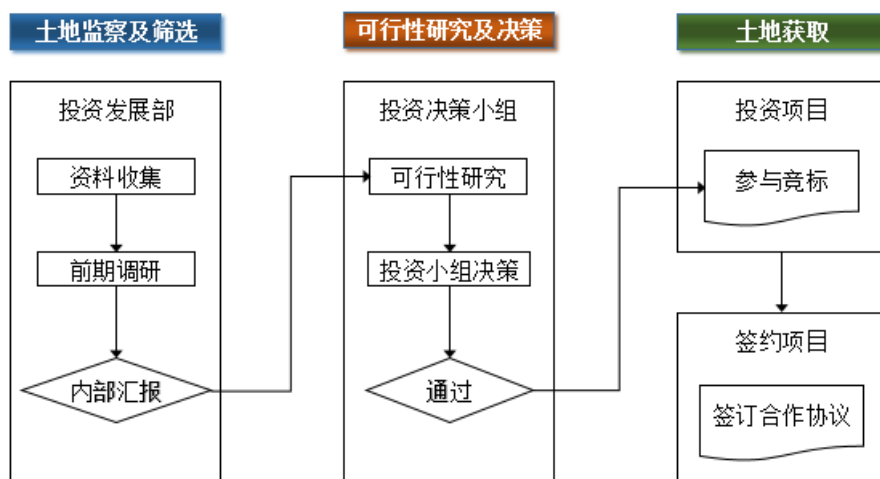 土地监察及筛选
可行性研究及决策
土地获取
投资发展部
资料收集
前期调研
内部汇报
投资决策小组
可行性研究
投资小组决策
通过
投资项目
参与竞标
签约项目
签订合作协议